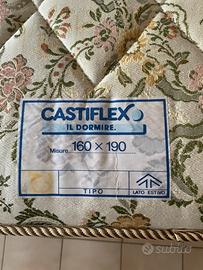 CASTIFLEX
IL DORMIRE.
Misura: 160 × 190
TIPO
LATO ESTIVO
subito